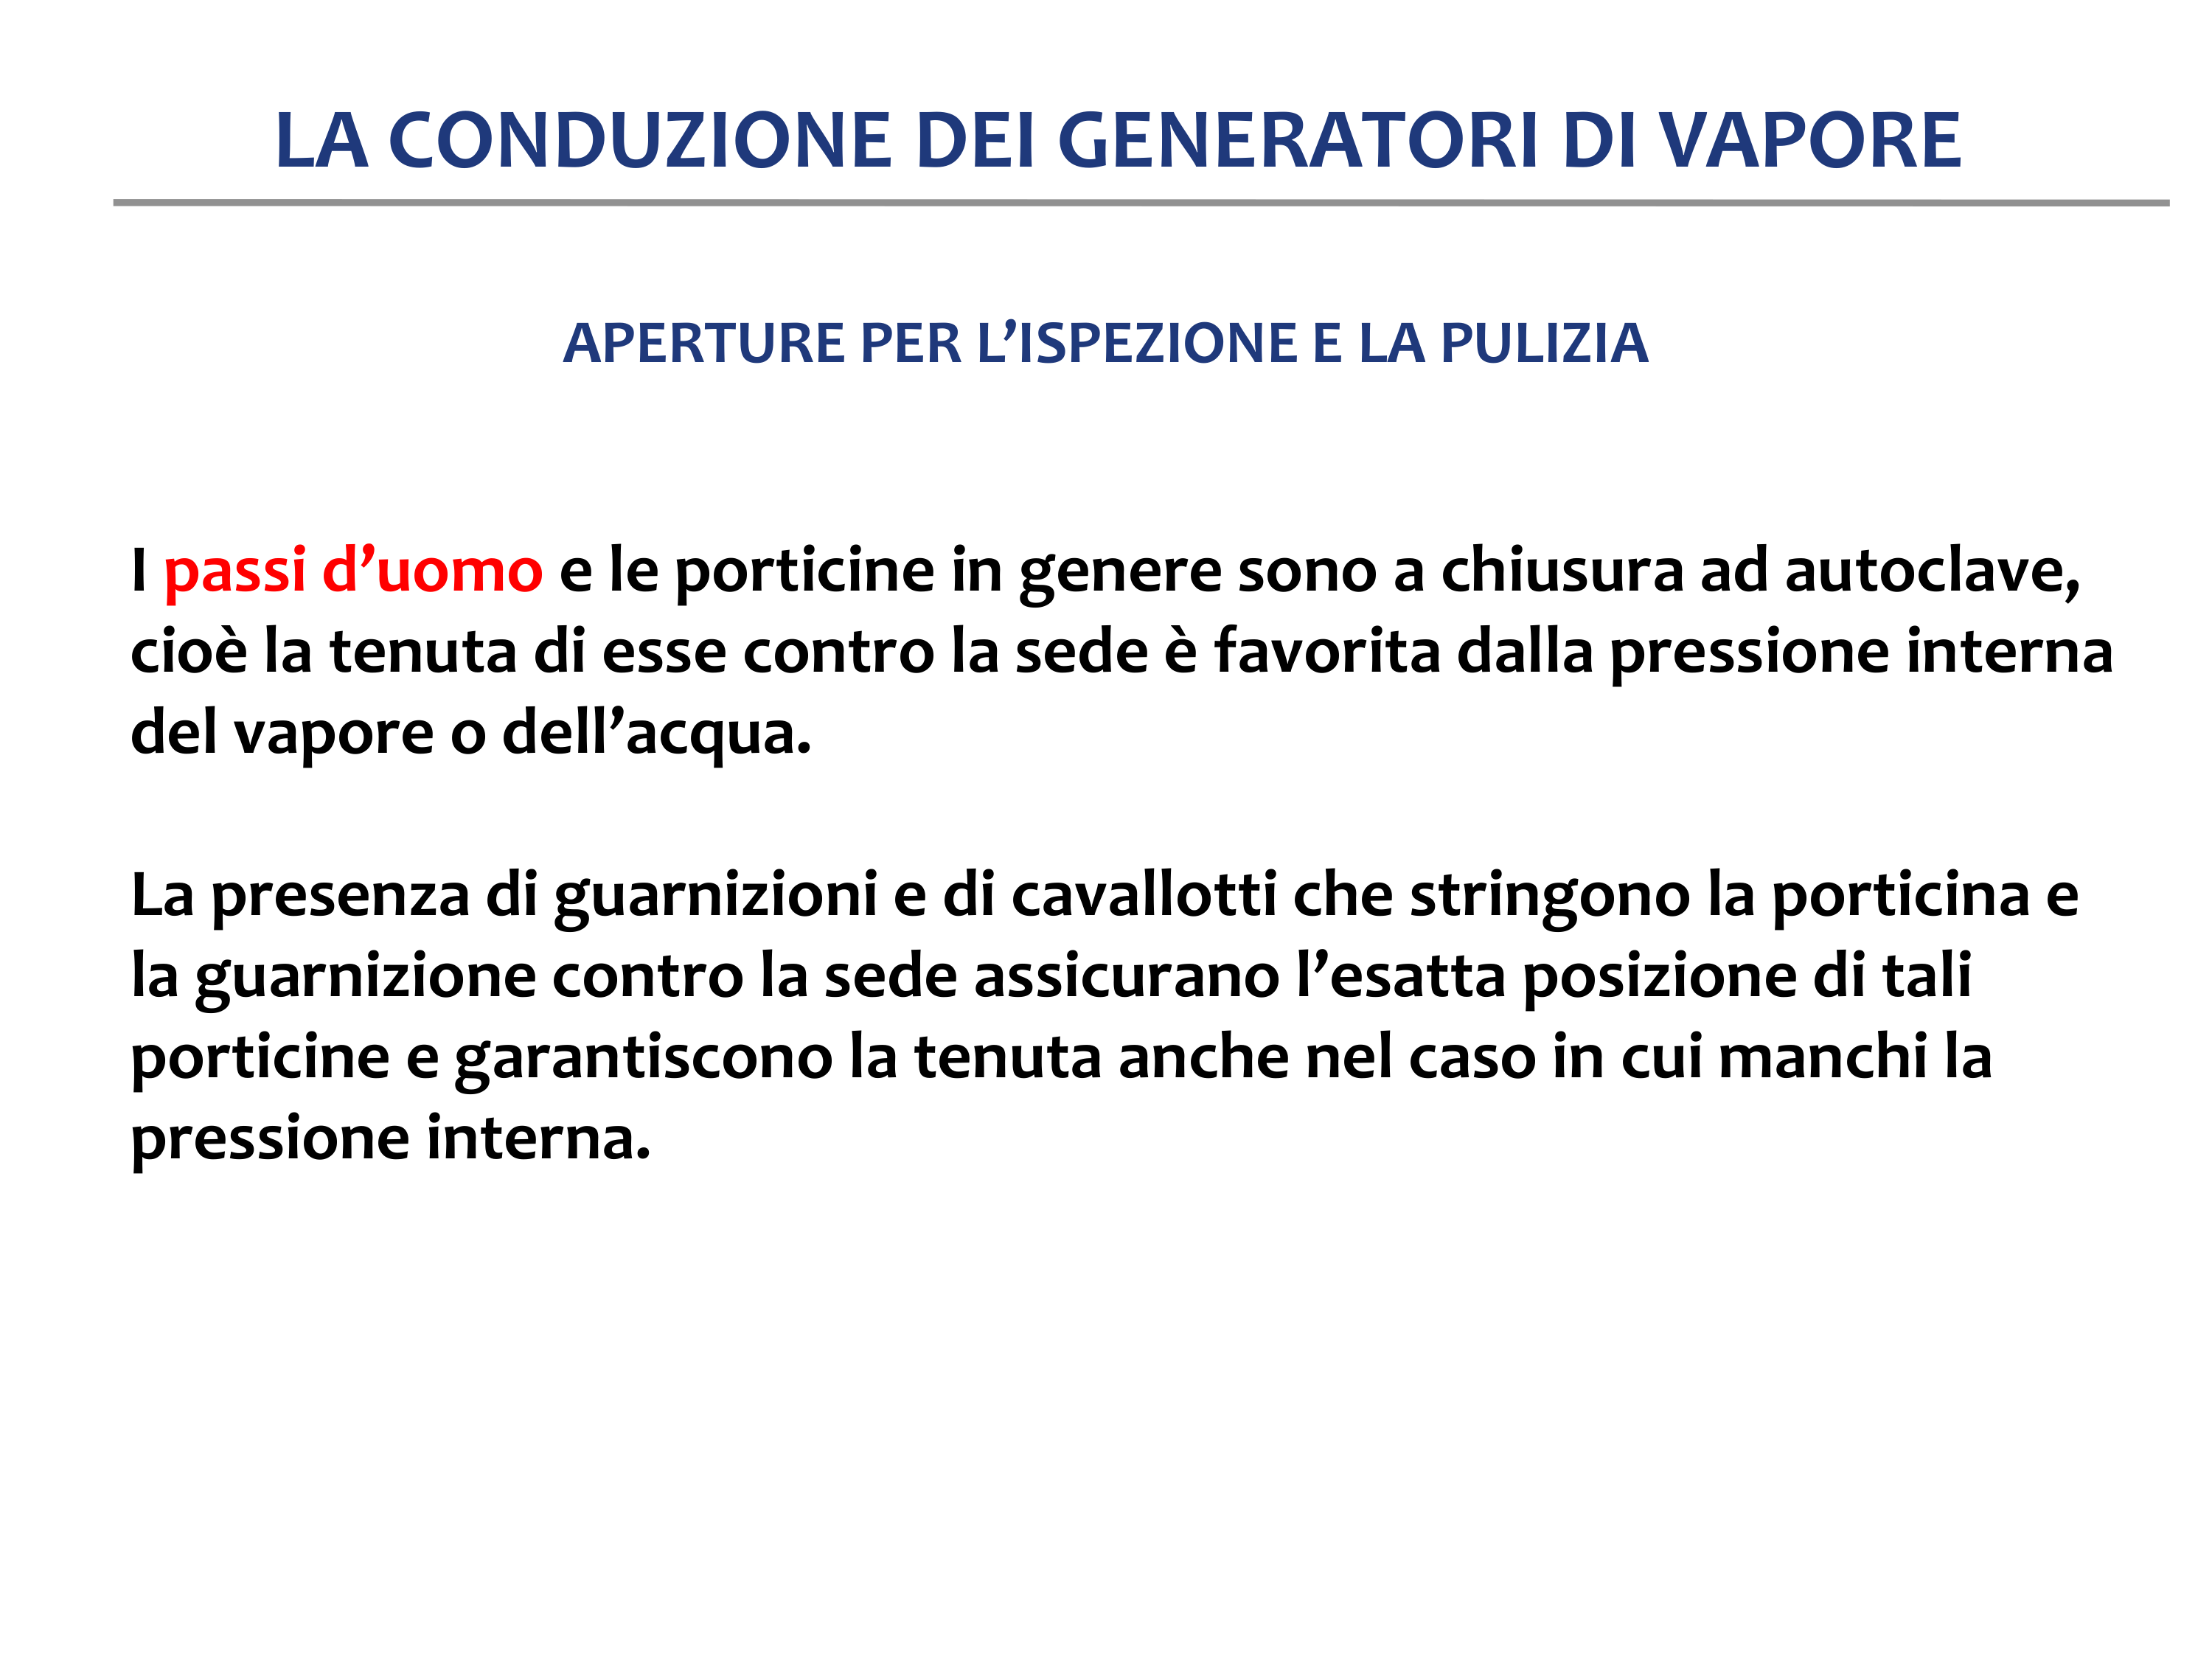 LA CONDUZIONE DEI GENERATORI DI VAPORE
APERTURE PER L’ISPEZIONE E LA PULIZIA
I passi d’uomo e le porticine in genere sono a chiusura ad autoclave,
cioè la tenuta di esse contro la sede è favorita dalla pressione interna
del vapore o dell’acqua.
La presenza di guarnizioni e di cavallotti che stringono la porticina e
la guarnizione contro la sede assicurano l’esatta posizione di tali
porticine e garantiscono la tenuta anche nel caso in cui manchi la
pressione interna.